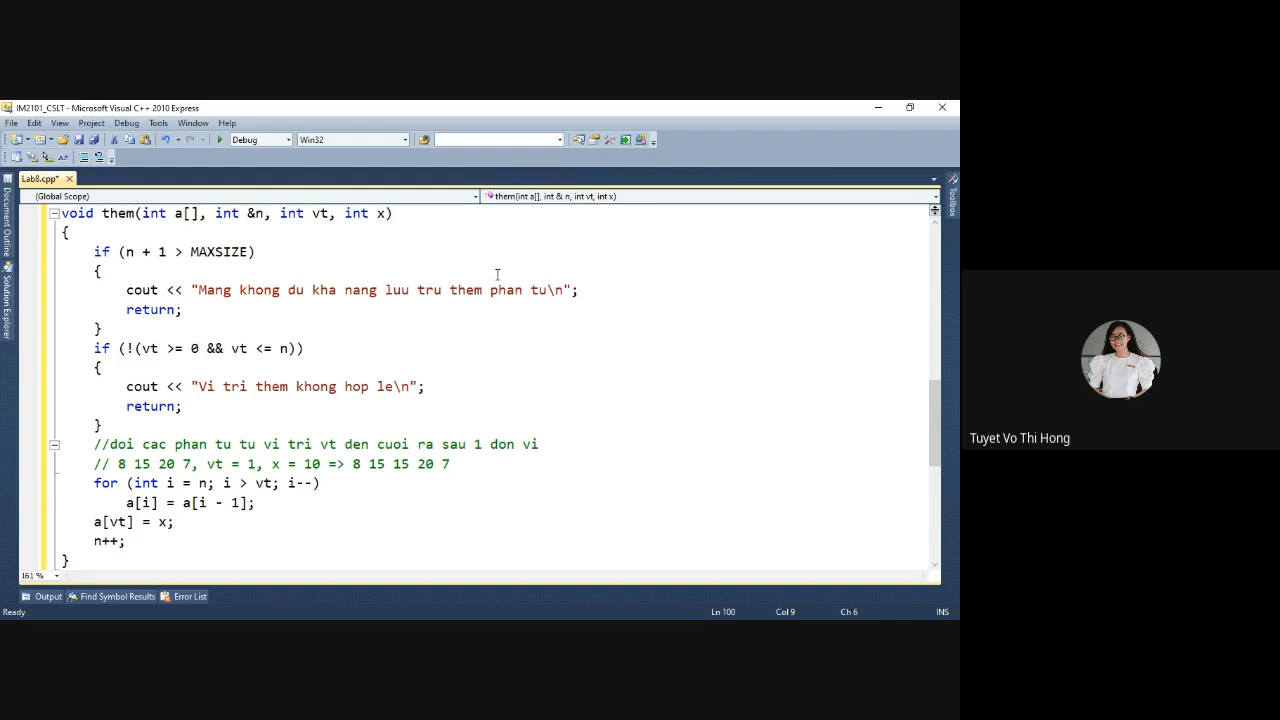 IM2101_CSLT - Microsoft Visual C++ 2010 Express
File Edit View Project Debug Tools Window Help
Debug Win32
Lab8.cpp*
(Global Scope) them(int a[], int & n, int vt, int x)
void them(int a[], int &n, int vt, int x)
{
if (n + 1 > MAXSIZE)
{
cout << "Mang khong du kha nang luu tru them phan tu\n";
return;
}
if (!(vt >= 0 && vt <= n))
{
cout << "Vi tri them khong hop le\n";
return;
}
//doi cac phan tu tu vi tri vt den cuoi ra sau 1 don vi
// 8 15 20 7, vt = 1, x = 10 => 8 15 15 20 7
for (int i = n; i > vt; i--)
a[i] = a[i - 1];
a[vt] = x;
n++;
}
161 %
Output Find Symbol Results Error List
Ready Ln 100 Col 9 Ch 6 INS
Document Outline
Solution Explorer
Toolbox
Tuyet Vo Thi Hong